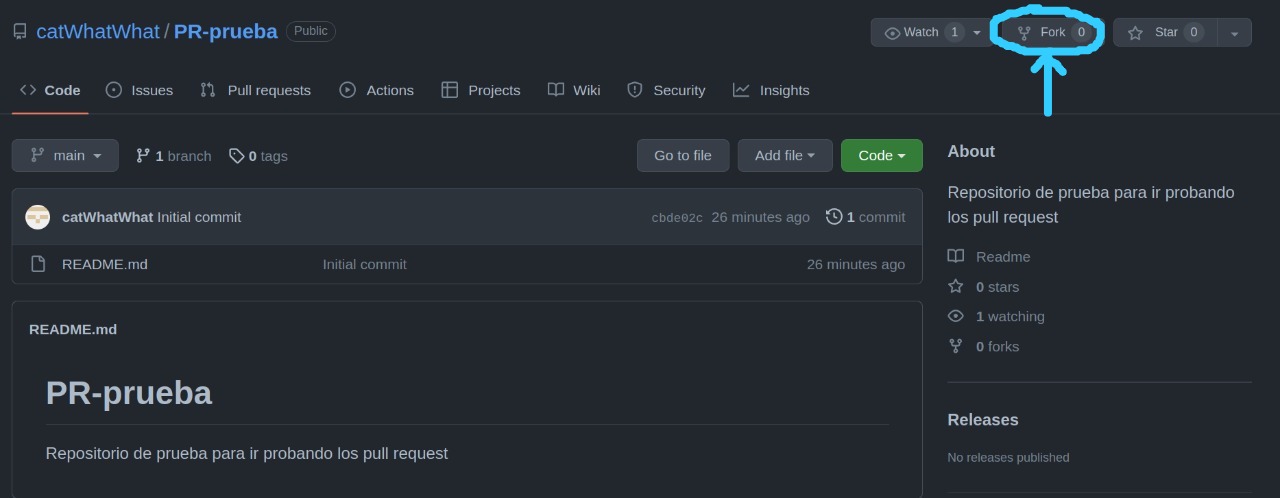 catWhatWhat / PR-prueba Public Watch 1 Fork 0 Star 0
Code Issues Pull requests Actions Projects Wiki Security Insights
main 1 branch 0 tags Go to file Add file Code
catWhatWhat Initial commit cbde02c 26 minutes ago 1 commit
README.md Initial commit 26 minutes ago
README.md
PR-prueba
Repositorio de prueba para ir probando los pull request
About
Repositorio de prueba para ir probando
los pull request
Readme
0 stars
1 watching
0 forks
Releases
No releases published